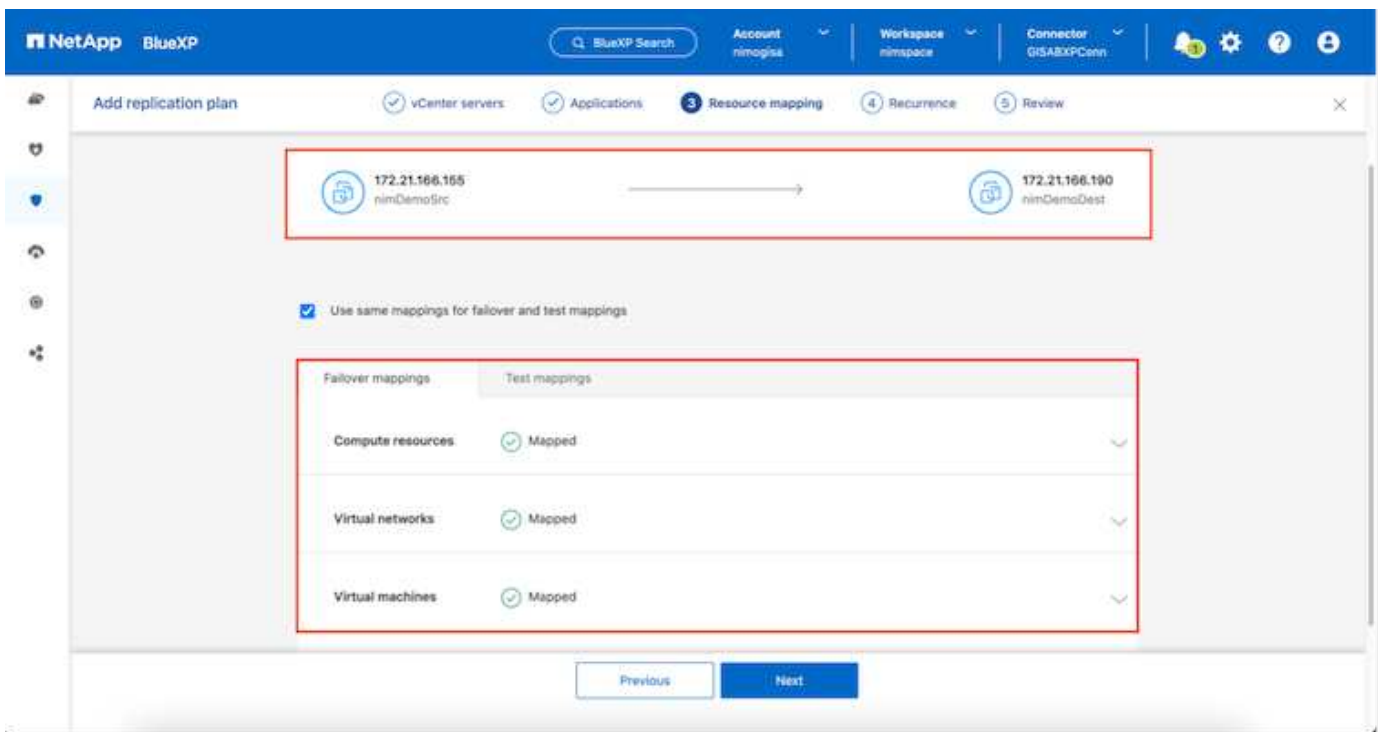 NetApp BlueXP
BlueXP Search
Account
nimogisa
Workspace
nimspace
Connector
GISABXPConn
Add replication plan
vCenter servers
Applications
3 Resource mapping
4 Recurrence
5 Review
172.21.166.165
nimDemoSrc
172.21.166.190
nimDemoDest
Use same mappings for failover and test mappings
Failover mappings
Test mappings
Compute resources
Mapped
Virtual networks
Mapped
Virtual machines
Mapped
Previous
Next